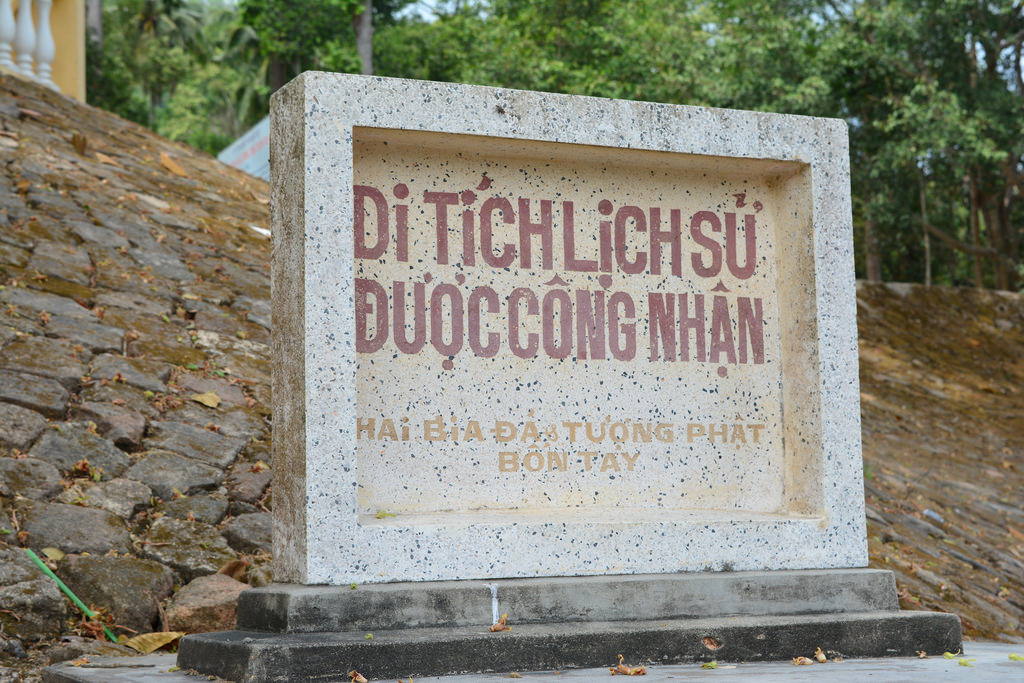 Di TÍCH LỊCH SỬ
ĐƯỢC CÔNG NHẬN
HAI BIA ĐÁ & TƯỢNG PHẬT
BỐN TAY